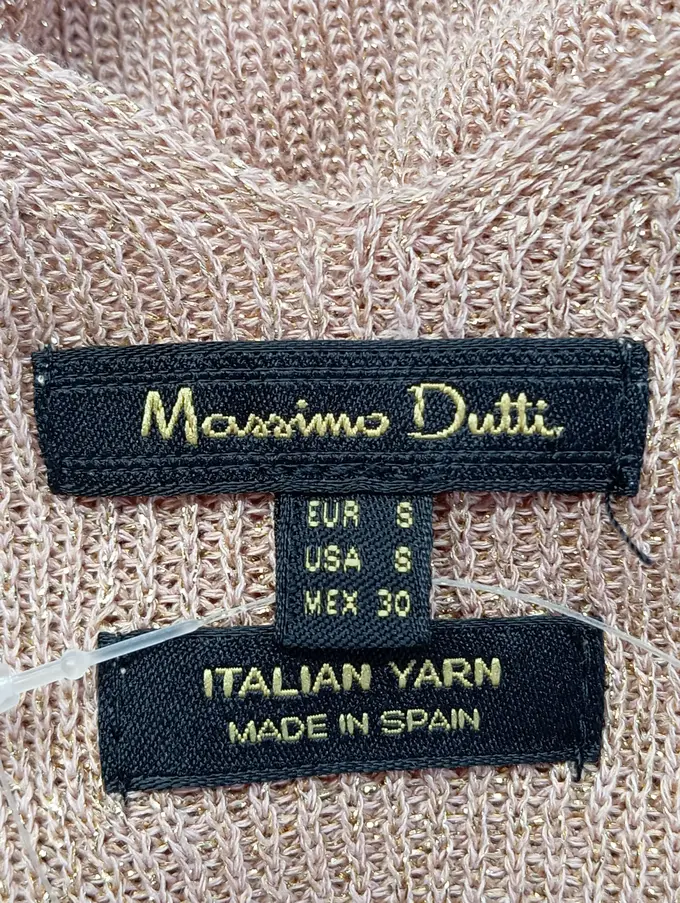 Massimo Dutti
EUR S
USA S
MEX 30
ITALIAN YARN
MADE IN SPAIN